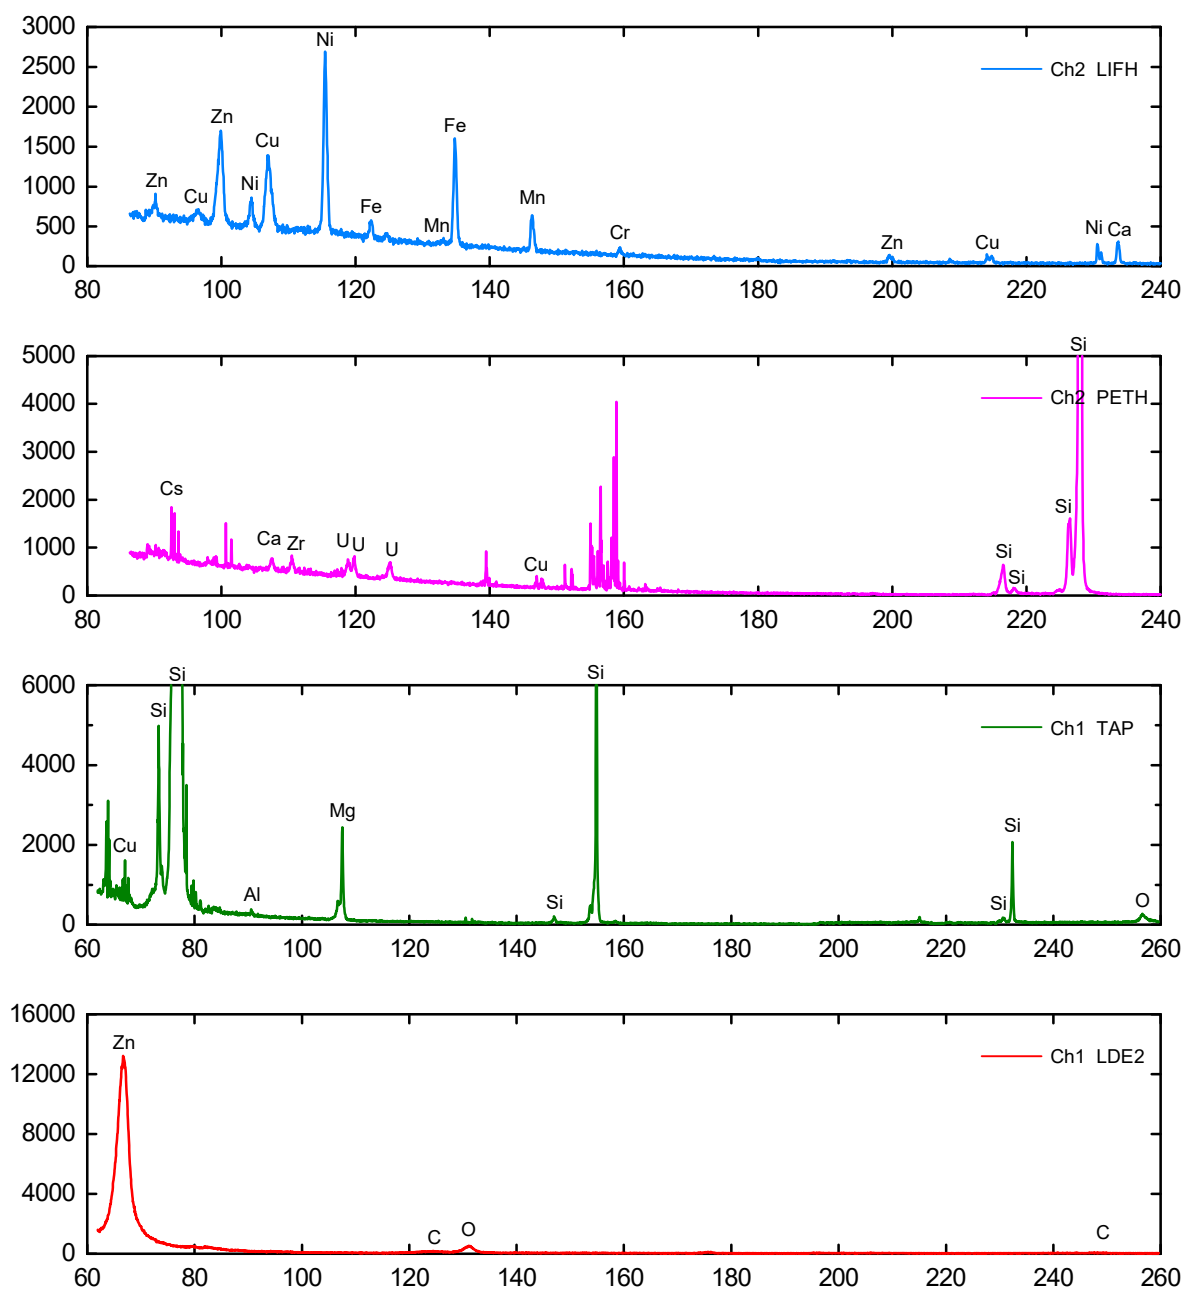 3000
Ni
2500
Ch2 LIFH
2000
Zn
Fe
1500
Cu
1000
Zn
Cu
Ni
Fe
Mn
Mn
500
Cr
Zn
Cu
Ni
Ca
0
80 100 120 140 160 180 200 220 240
5000
Si
4000
Ch2 PETH
3000
2000
Cs
Si
1000
Ca
Zr
U
U
U
Cu
Si
Si
0
80 100 120 140 160 180 200 220 240
6000
Si
Si
Si
Ch1 TAP
4000
Mg
Si
2000
Cu
Al
Si
Si
O
0
60 80 100 120 140 160 180 200 220 240 260
16000
Zn
Ch1 LDE2
12000
8000
4000
C
O
C
0
60 80 100 120 140 160 180 200 220 240 260